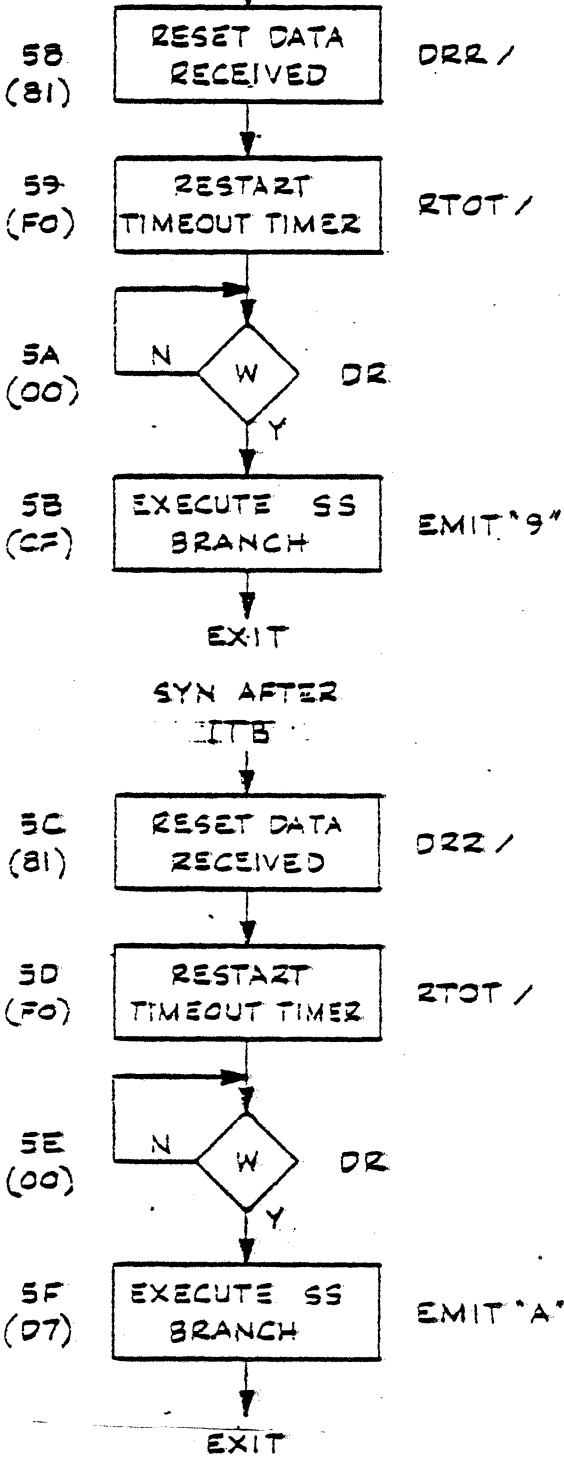 58
(81)
RESET DATA
RECEIVED
DRR /
59
(F0)
RESTART
TIMEOUT TIMER
RTOT /
5A
(00)
N
W
DR
Y
5B
(CF)
EXECUTE SS
BRANCH
EMIT "9"
EXIT
SYN AFTER
ITB
5C
(81)
RESET DATA
RECEIVED
DRR /
5D
(F0)
RESTART
TIMEOUT TIMER
RTOT /
5E
(00)
N
W
DR
Y
5F
(D7)
EXECUTE SS
BRANCH
EMIT "A"
EXIT